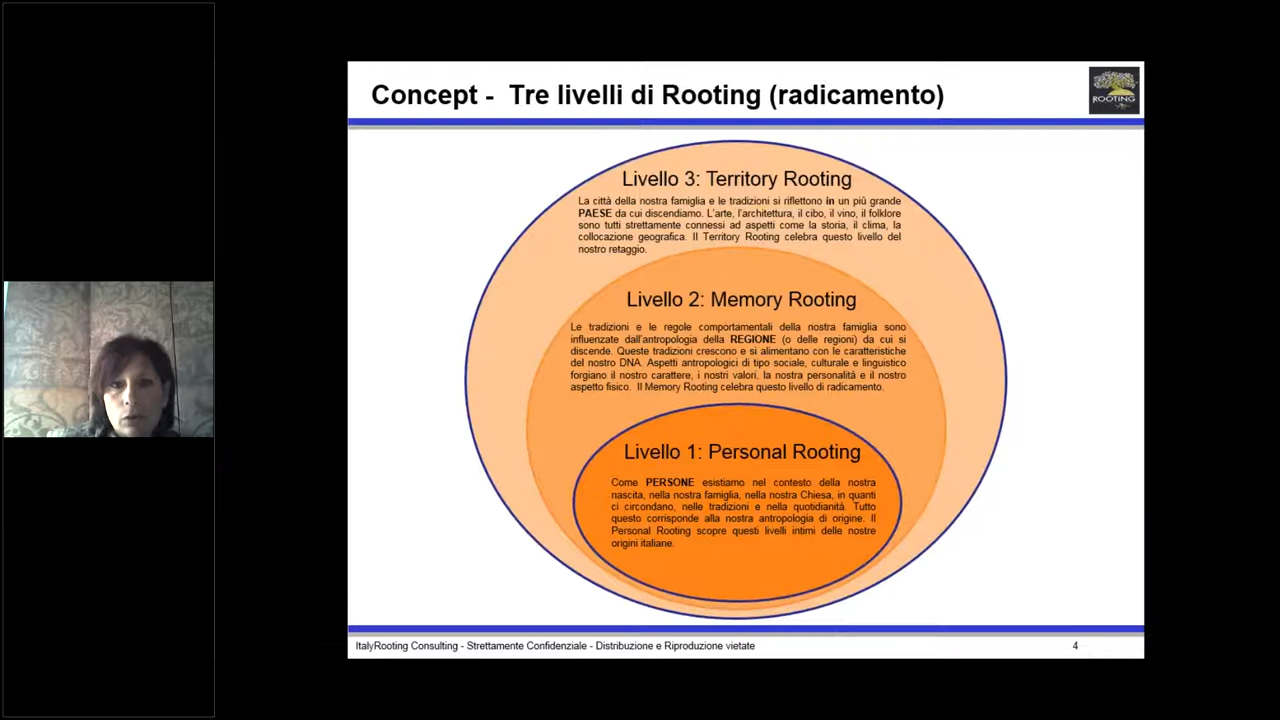 Concept - Tre livelli di Rooting (radicamento)
ROOTING
Livello 3: Territory Rooting
La città della nostra famiglia e le tradizioni si riflettono in un più grande
PAESE da cui discendiamo. L'arte, l'architettura, il cibo, il vino, il folklore
sono tutti strettamente connessi ad aspetti come la storia, il clima, la
collocazione geografica. Il Territory Rooting celebra questo livello del
nostro retaggio.
Livello 2: Memory Rooting
Le tradizioni e le regole comportamentali della nostra famiglia sono
influenzate dall'antropologia della REGIONE (o delle regioni) da cui si
discende. Queste tradizioni crescono e si alimentano con le caratteristiche
del nostro DNA. Aspetti antropologici di tipo sociale, culturale e linguistico
forgiano il nostro carattere, i nostri valori, la nostra personalità e il nostro
aspetto fisico. Il Memory Rooting celebra questo livello di radicamento.
Livello 1: Personal Rooting
Come PERSONE esistiamo nel contesto della nostra
nascita, nella nostra famiglia, nella nostra Chiesa, in quanti
ci circondano, nelle tradizioni e nella quotidianità. Tutto
questo corrisponde alla nostra antropologia di origine. Il
Personal Rooting scopre questi livelli intimi delle nostre
origini italiane.
ItalyRooting Consulting - Strettamente Confidenziale - Distribuzione e Riproduzione vietate
4